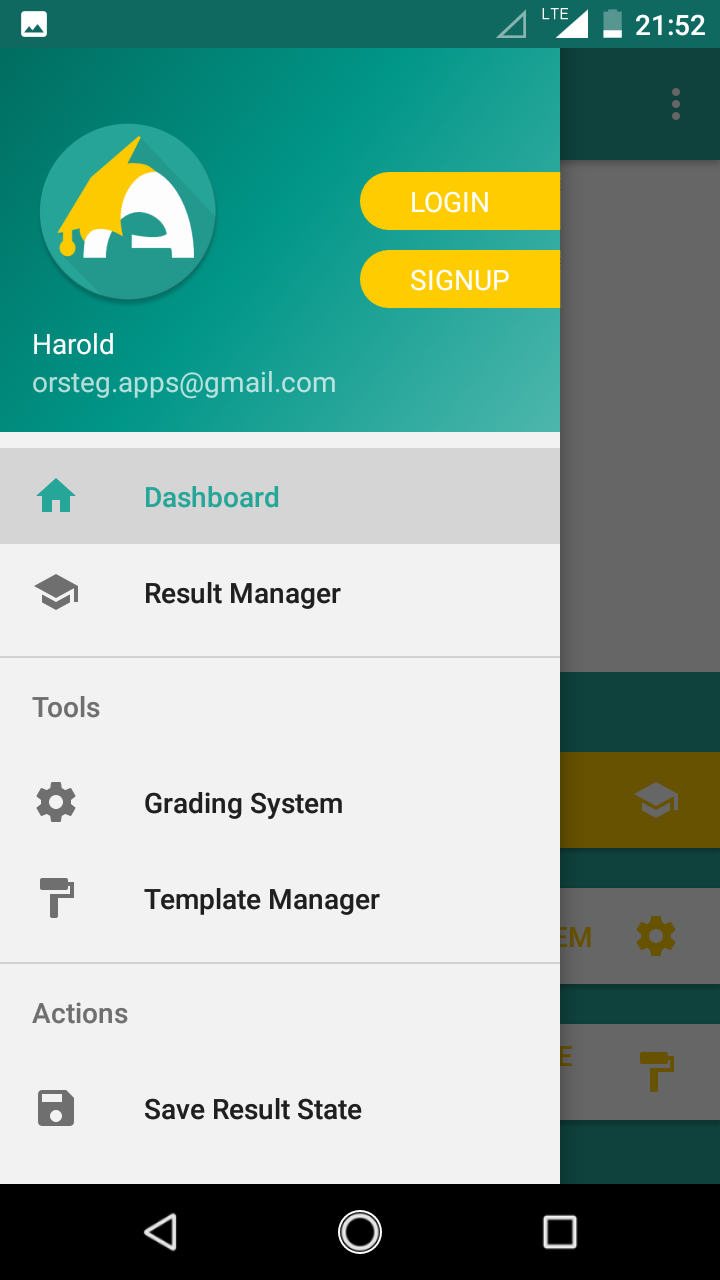 LTE 21:52
LOGIN
SIGNUP
Harold
orsteg.apps@gmail.com
Dashboard
Result Manager
Tools
Grading System
EM
Template Manager
Actions
E
Save Result State